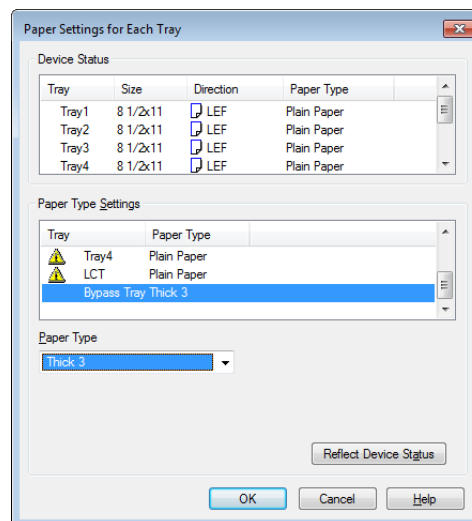 Paper Settings for Each Tray
Device Status
Tray Size Direction Paper Type
Tray1 8 1/2x11 LEF Plain Paper
Tray2 8 1/2x11 LEF Plain Paper
Tray3 8 1/2x11 LEF Plain Paper
Tray4 8 1/2x11 LEF Plain Paper
Paper Type Settings
Tray Paper Type
Tray4 Plain Paper
LCT Plain Paper
Bypass Tray Thick 3
Paper Type
Thick 3
Reflect Device Status
OK Cancel Help